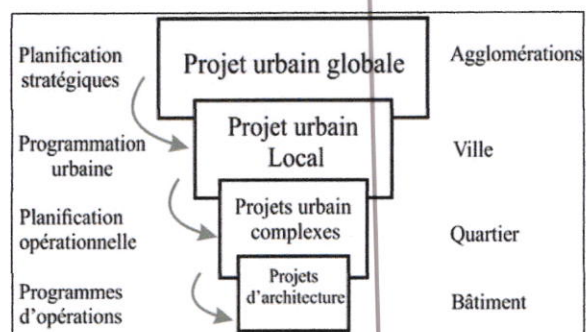 Planification
stratégiques
Projet urbain globale
Agglomérations
Programmation
urbaine
Projet urbain
Local
Ville
Planification
opérationnelle
Projets urbain
complexes
Quartier
Programmes
d'opérations
Projets
d'architecture
Bâtiment